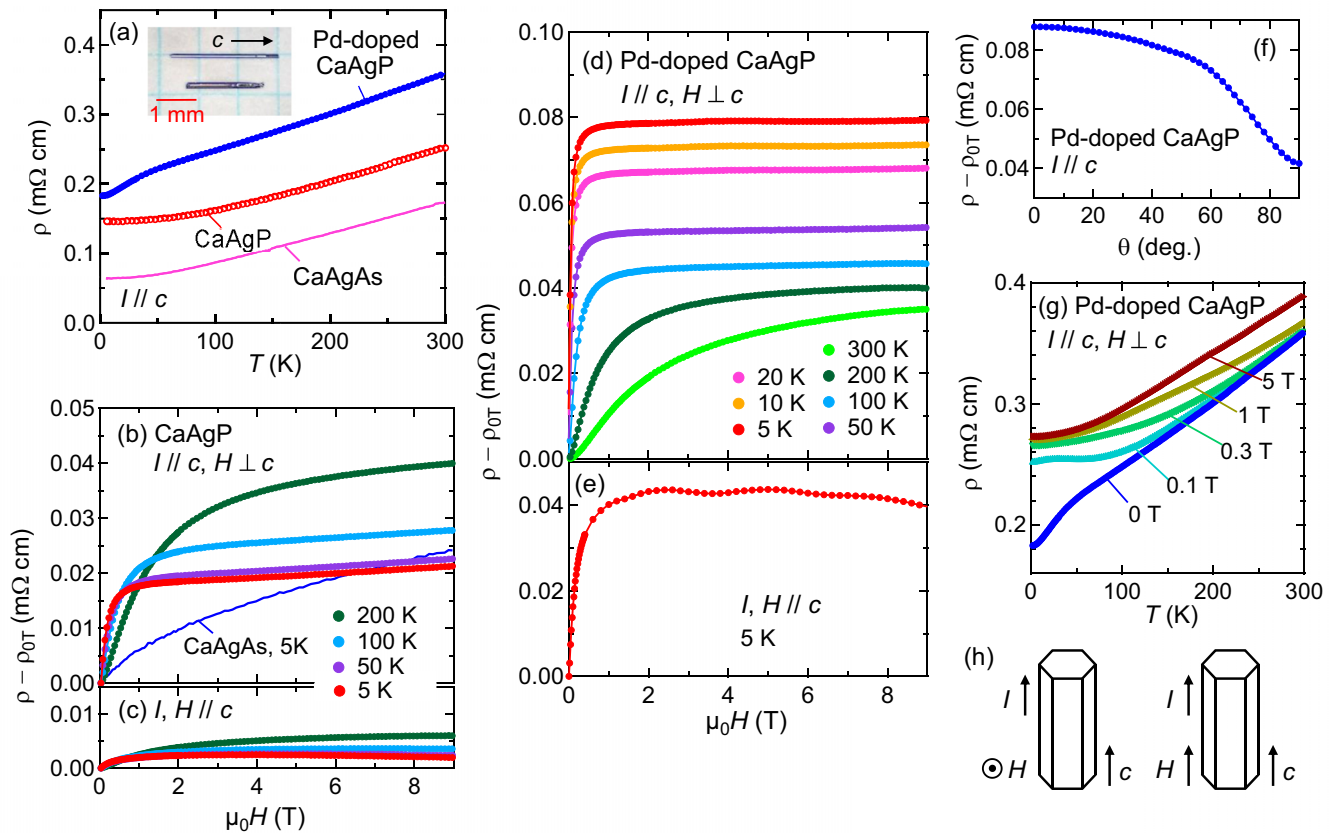 (a)
c
Pd-doped
CaAgP
1 mm
CaAgP
CaAgAs
I // c
0.4
0.3
0.2
0.1
0.0
ρ (mΩ cm)
0
100
200
300
T (K)
(b) CaAgP
I // c, H ⊥ c
0.05
0.04
0.03
0.02
0.01
0.00
ρ − ρ0T (mΩ cm)
CaAgAs, 5K
200 K
100 K
50 K
5 K
(c) I, H // c
0.01
0.00
0
2
4
6
8
μ0H (T)
(d) Pd-doped CaAgP
I // c, H ⊥ c
0.10
0.08
0.06
0.04
0.02
0.00
ρ − ρ0T (mΩ cm)
300 K
20 K
200 K
10 K
100 K
5 K
50 K
(e)
0.04
0.02
0.00
I, H // c
5 K
0
2
4
6
8
μ0H (T)
(f)
0.08
0.06
0.04
ρ − ρ0T (mΩ cm)
Pd-doped CaAgP
I // c
0
20
40
60
80
θ (deg.)
(g) Pd-doped CaAgP
I // c, H ⊥ c
0.4
0.3
0.2
ρ (mΩ cm)
5 T
1 T
0.3 T
0.1 T
0 T
0
100
200
300
T (K)
(h)
I
H
c
I
H
c